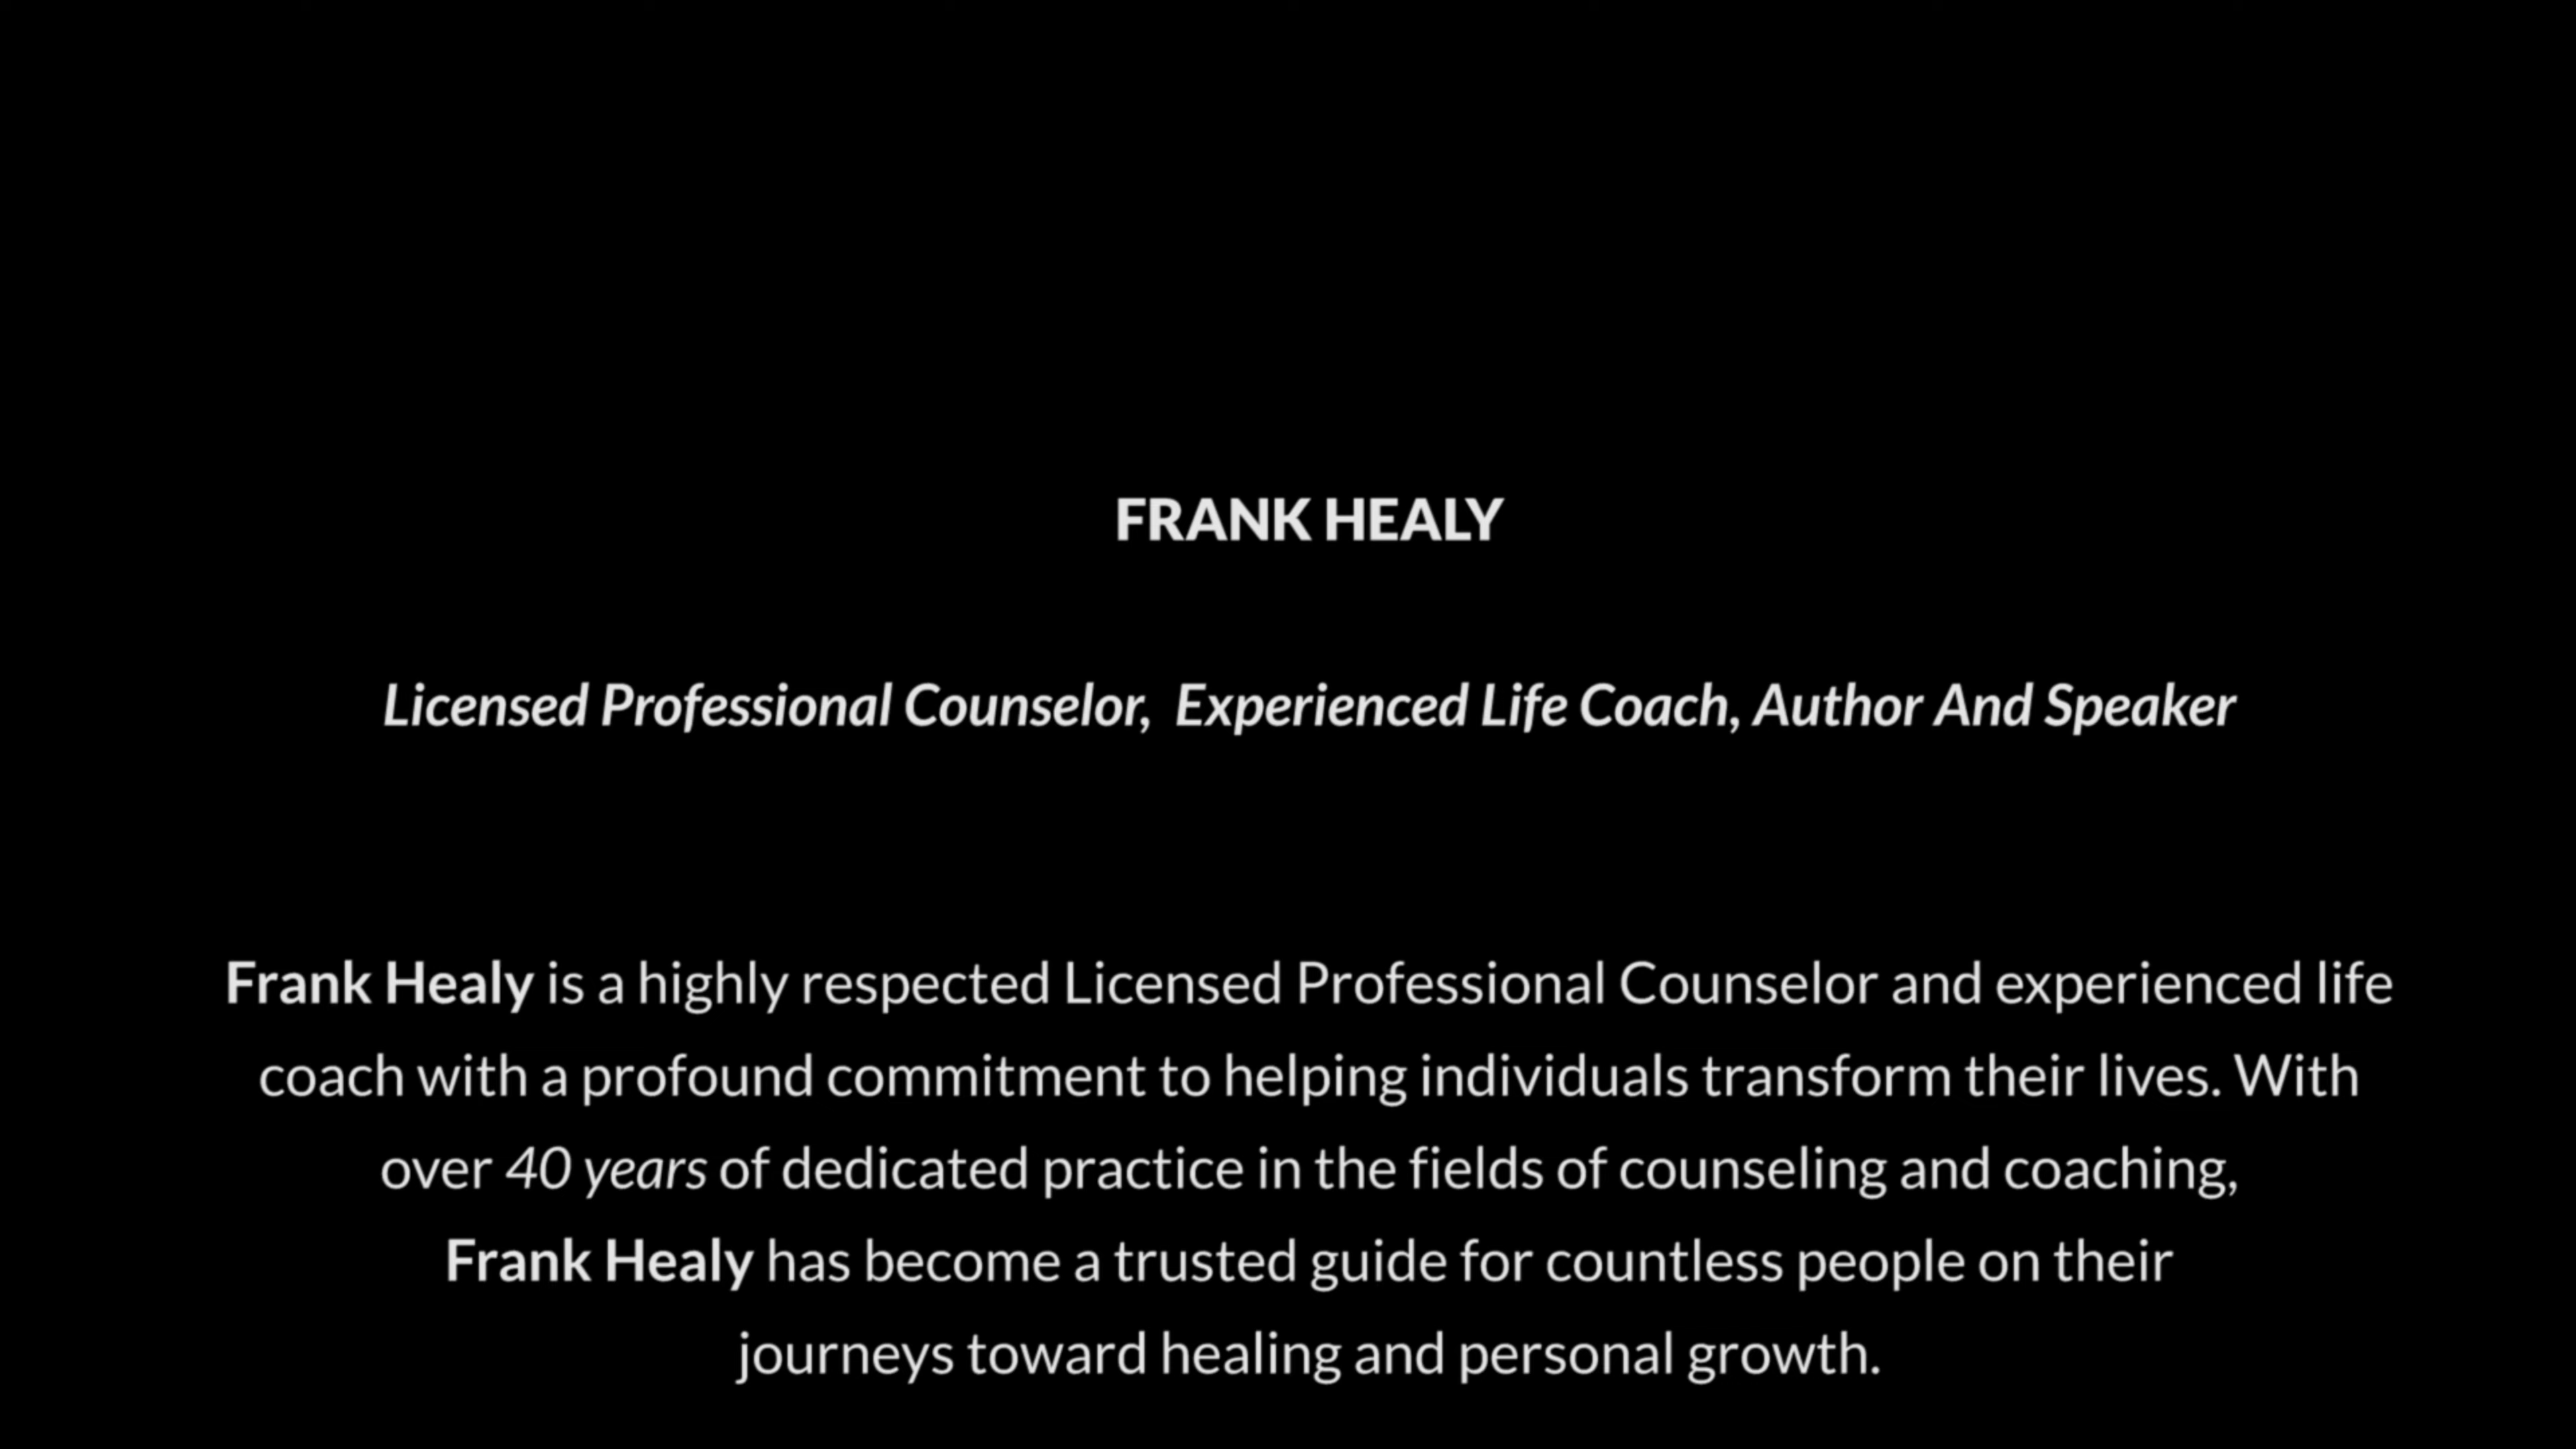 FRANK HEALY
Licensed Professional Counselor,  Experienced Life Coach, Author And Speaker
Frank Healy is a highly respected Licensed Professional Counselor and experienced life
coach with a profound commitment to helping individuals transform their lives. With
over 40 years of dedicated practice in the fields of counseling and coaching,
Frank Healy has become a trusted guide for countless people on their
journeys toward healing and personal growth.